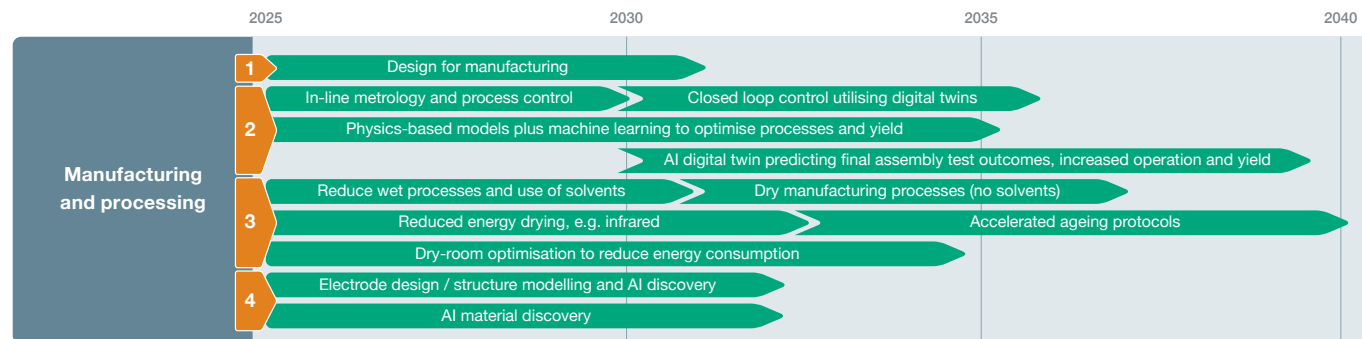 2025 2030 2035 2040
Manufacturing
and processing
1
Design for manufacturing
2
In-line metrology and process control
Closed loop control utilising digital twins
Physics-based models plus machine learning to optimise processes and yield
AI digital twin predicting final assembly test outcomes, increased operation and yield
3
Reduce wet processes and use of solvents
Dry manufacturing processes (no solvents)
Reduced energy drying, e.g. infrared
Accelerated ageing protocols
Dry-room optimisation to reduce energy consumption
4
Electrode design / structure modelling and AI discovery
AI material discovery